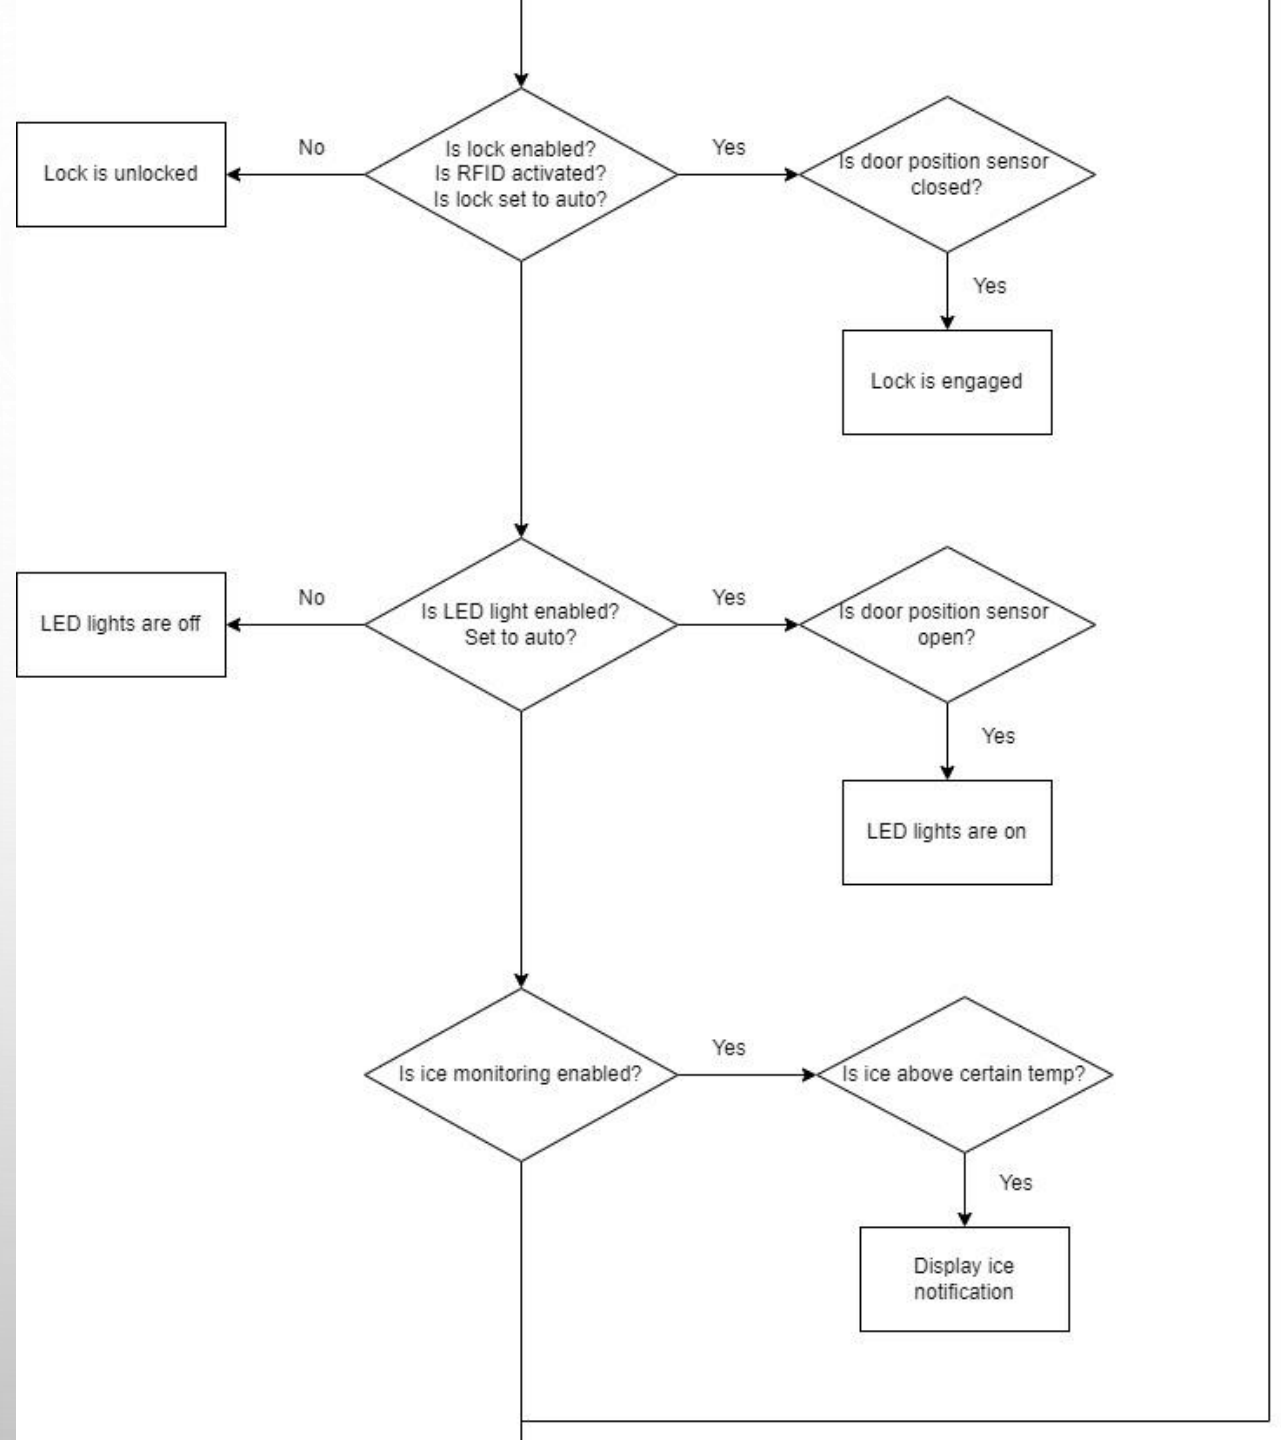 No
Is lock enabled?
Is RFID activated?
Is lock set to auto?
Yes
Is door position sensor
closed?
Lock is unlocked
Yes
Lock is engaged
No
Is LED light enabled?
Set to auto?
Yes
Is door position sensor
open?
LED lights are off
Yes
LED lights are on
Is ice monitoring enabled?
Yes
Is ice above certain temp?
Yes
Display ice
notification